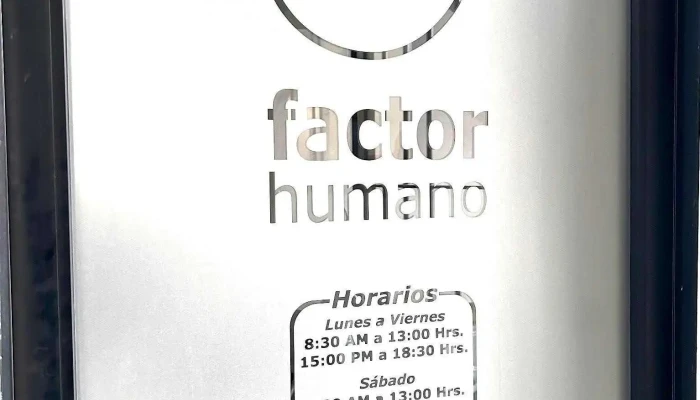 factor
humano
Horarios
Lunes a Viernes
8:30 AM a 13:00 Hrs.
15:00 PM a 18:30 Hrs.
Sábado
AM a 13:00 Hrs.